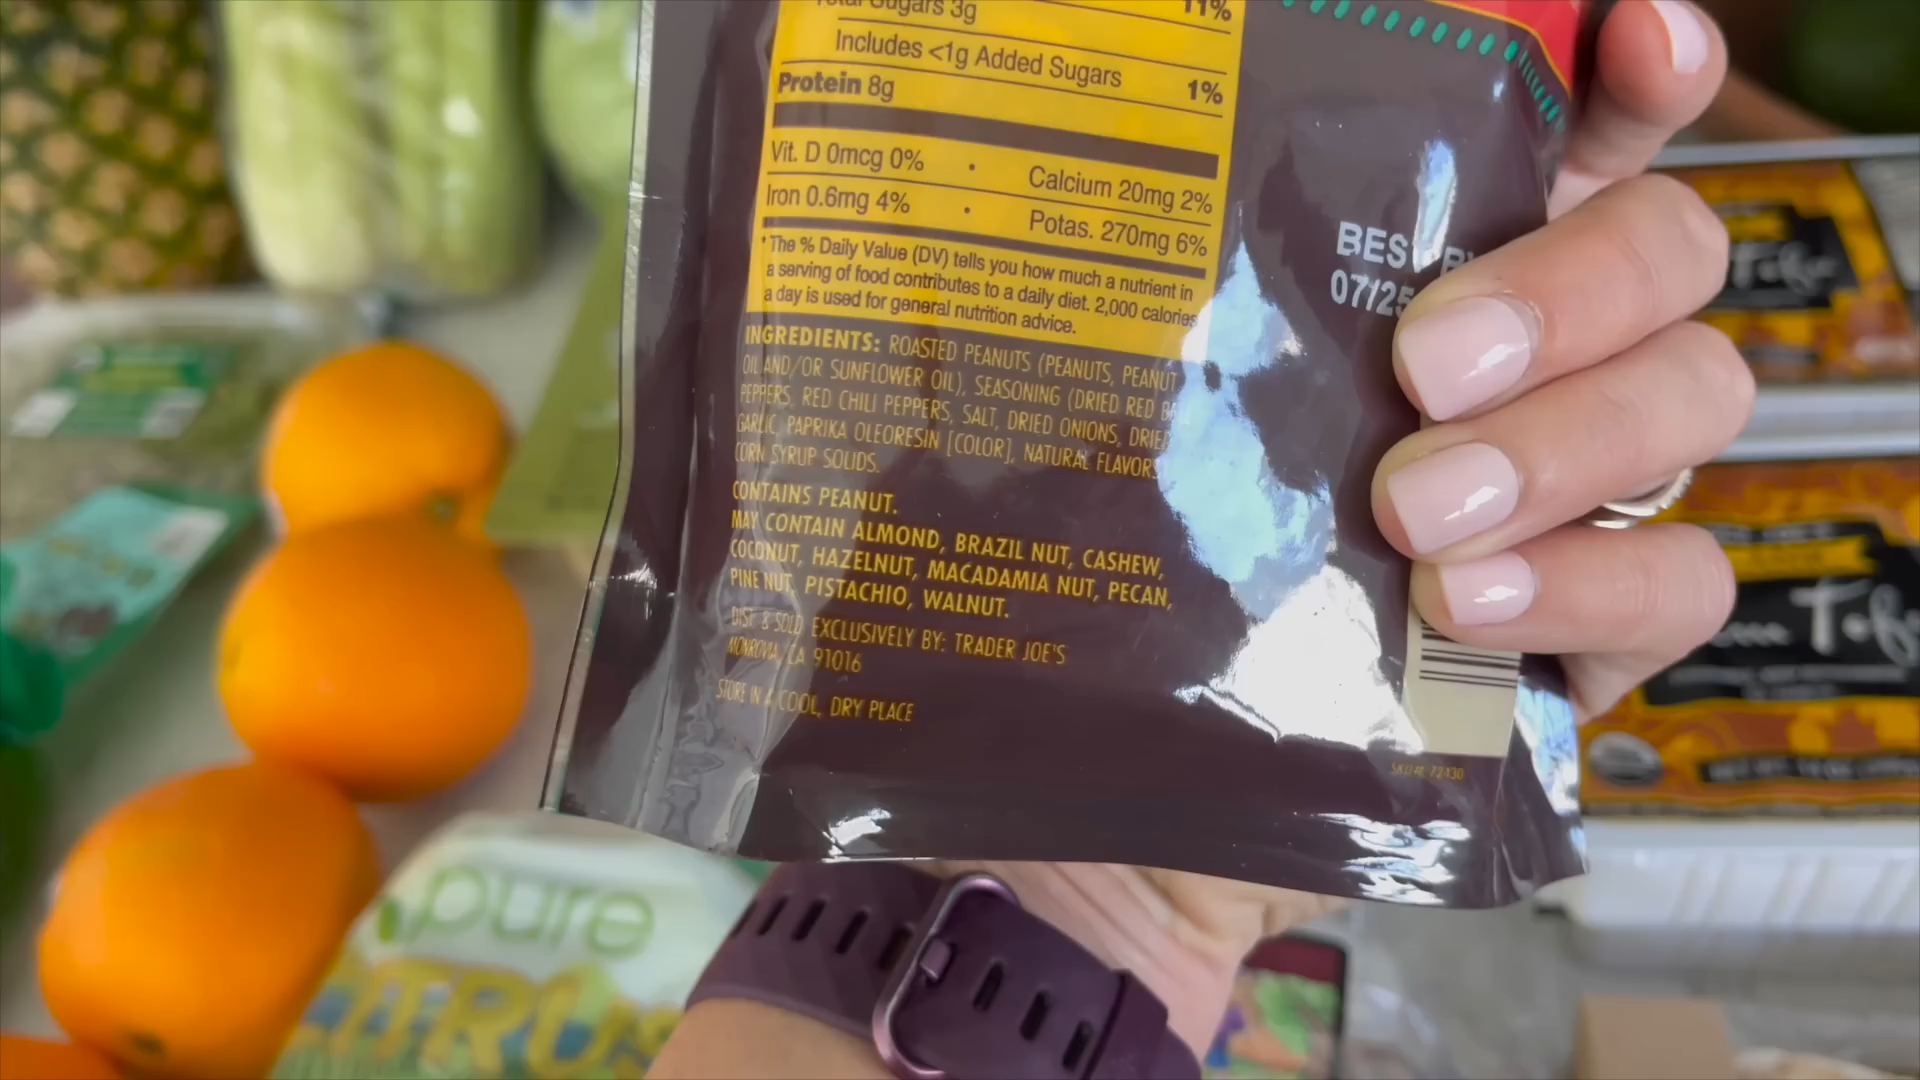 Total Sugars 3g 11%
Includes <1g Added Sugars 1%
Protein 8g
Vit. D 0mcg 0% • Calcium 20mg 2%
Iron 0.6mg 4% • Potas. 270mg 6%
*The % Daily Value (DV) tells you how much a nutrient in
a serving of food contributes to a daily diet. 2,000 calories
a day is used for general nutrition advice.
INGREDIENTS: ROASTED PEANUTS (PEANUTS, PEANUT
OIL AND/OR SUNFLOWER OIL), SEASONING (DRIED RED
PEPPERS, RED CHILI PEPPERS, SALT, DRIED ONIONS, DRIED
GARLIC, PAPRIKA OLEORESIN [COLOR], NATURAL FLAVORS
CORN SYRUP SOLIDS.
CONTAINS PEANUT.
MAY CONTAIN ALMOND, BRAZIL NUT, CASHEW,
COCONUT, HAZELNUT, MACADAMIA NUT, PECAN,
PINE NUT, PISTACHIO, WALNUT.
DIST. & SOLD EXCLUSIVELY BY: TRADER JOE'S
MONROVIA, CA 91016
STORE IN A COOL, DRY PLACE
BEST
07/25
SKU#: 72430
pure
CITRUS
Tofu
Tofu